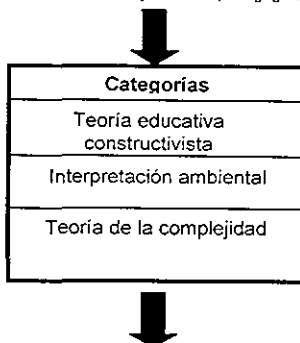 Categorías
Teoría educativa
constructivista
Interpretación ambiental
Teoría de la complejidad